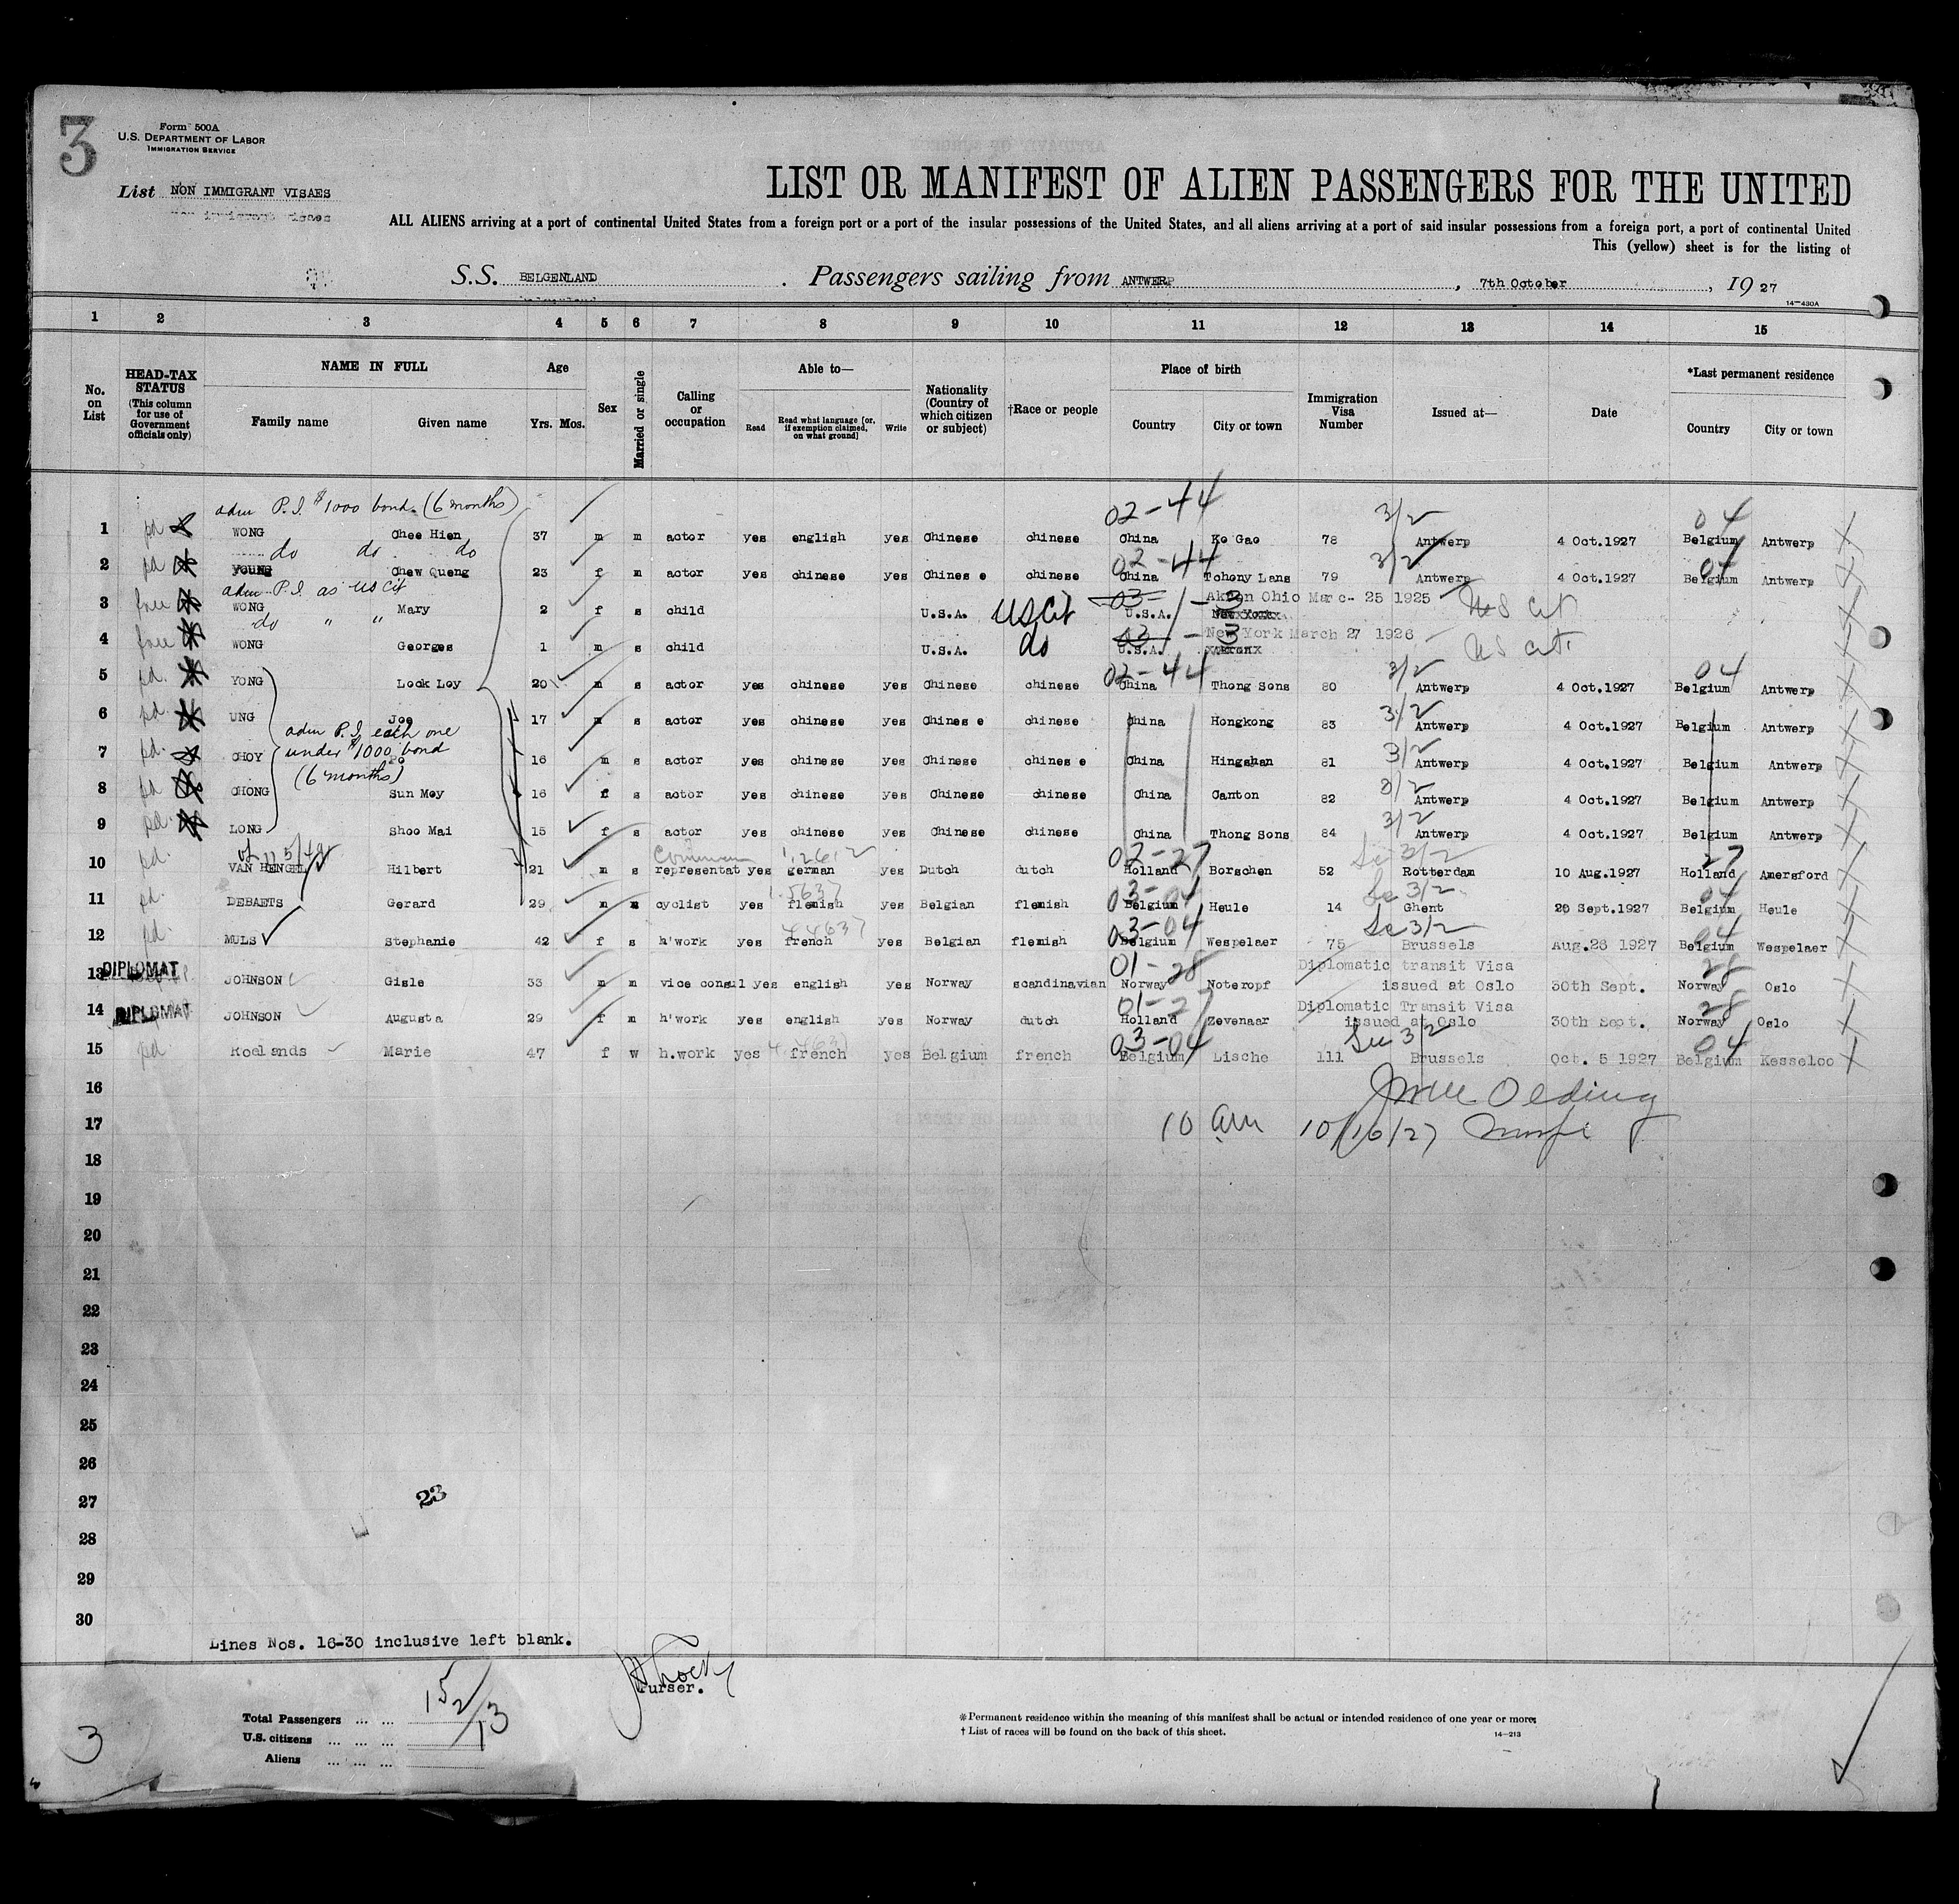 3
Form 500A
U.S. DEPARTMENT OF LABOR
IMMIGRATION SERVICE
List NON IMMIGRANT VISAES
LIST OR MANIFEST OF ALIEN PASSENGERS FOR THE UNITED
ALL ALIENS arriving at a port of continental United States from a foreign port or a port of the insular possessions of the United States, and all aliens arriving at a port of said insular possessions from a foreign port, a port of continental United
This (yellow) sheet is for the listing of
S.S. BELGENLAND. Passengers sailing from ANTWERP, 7th October, 1927
14-430A
1 2 3 4 5 6 7 8 9 10 11 12 13 14 15
No. on List
HEAD-TAX STATUS (This column for use of Government officials only)
NAME IN FULL
Family name Given name
Age
Yrs. Mos.
Sex
Married or single
Calling or occupation
Able to—
Read Read what language [or, if exemption claimed, on what ground] Write
Nationality (Country of which citizen or subject)
†Race or people
Place of birth
Country City or town
Immigration Visa Number
Issued at—
Date
*Last permanent residence
Country City or town
adm P.I. $1000 bond. (6 months) 02-44 3/2 04
1 pd WONG Chee Hien 37 m m actor yes english yes Chinese chinese China Ko Gao 78 Antwerp 4 Oct.1927 Belgium Antwerp
do do do 02-44 3/2 04
2 pd YOUNG Chew Queng 23 f m actor yes chinese yes Chines e chinese China Tchony Lans 79 Antwerp 4 Oct.1927 Belgium Antwerp
adm P.I. as US Cit 03 Akron Ohio Marc- 25 1925
3 free WONG Mary 2 f s child U.S.A. US Cit U.S.A. 1-3 New York US Cit
do " " 03 New York March 27 1926
4 free WONG Georges 1 m s child U.S.A. do U.S.A. - 3 US Cit
02-44 3/2 04
5 pd. YONG Lock Loy 20 m s actor yes chinese yes Chinese chinese China Thong Sons 80 Antwerp 4 Oct.1927 Belgium Antwerp
3/2
6 pd UNG Joe 17 m s actor yes chinese yes Chines e chinese China Hongkong 83 Antwerp 4 Oct.1927 Belgium Antwerp
adm P.I. each one
under $1000 bond
(6 months)
3/2
7 pd. CHOY 16 m s actor yes chinese yes Chinese chines e China Hingshan 81 Antwerp 4 Oct.1927 Belgium Antwerp
3/2
8 pd CHONG Sun Moy 16 f s actor yes chinese yes Chinese chinese China Canton 82 Antwerp 4 Oct.1927 Belgium Antwerp
3/2
9 pd. LONG Shoo Mai 15 f s actor yes chinese yes Chinese chinese China Thong Sons 84 Antwerp 4 Oct.1927 Belgium Antwerp
02-27 3/2 27
10 pd. VAN HENGEL Hilbert 21 m s representat yes german yes Dutch dutch Holland Borschen 52 Rotterdam 10 Aug.1927 Holland Amersford
03-04 3/2 04
11 pd. DEBAETS Gerard 29 m m cyclist yes flemish yes Belgian flemish Belgium Heule 14 Ghent 20 Sept.1927 Belgium Heule
03-04 3/2 04
12 pd. MULS Stephanie 42 f s h'work yes french yes Belgian flemish Belgium Wespelaer 75 Brussels Aug.26 1927 Belgium Wespelaer
01-28 Diplomatic transit Visa 28
13 DIPLOMAT JOHNSON Gisle 33 m m vice consul yes english yes Norway scandinavian Norway Noteropf issued at Oslo 30th Sept. Norway Oslo
01-27 Diplomatic Transit Visa 28
14 DIPLOMAT JOHNSON Augusta 29 f m h'work yes english yes Norway dutch Holland Zevenaar issued at Oslo 30th Sept. Norway Oslo
03-04 3/2 04
15 pd Roelands Marie 47 f w h.work yes french yes Belgium french Belgium Lische 111 Brussels Oct. 5 1927 Belgium Kesseloo
16
17 10 am 10/16/27
18
19
20
21
22
23
24
25
26
27
23
28
29
30
Lines Nos. 16-30 inclusive left blank.
Purser.
Total Passengers ... ... 15
U.S. citizens ... ... ... 2/13
Aliens ... ... ...
3
*Permanent residence within the meaning of this manifest shall be actual or intended residence of one year or more.
† List of races will be found on the back of this sheet.
14-213